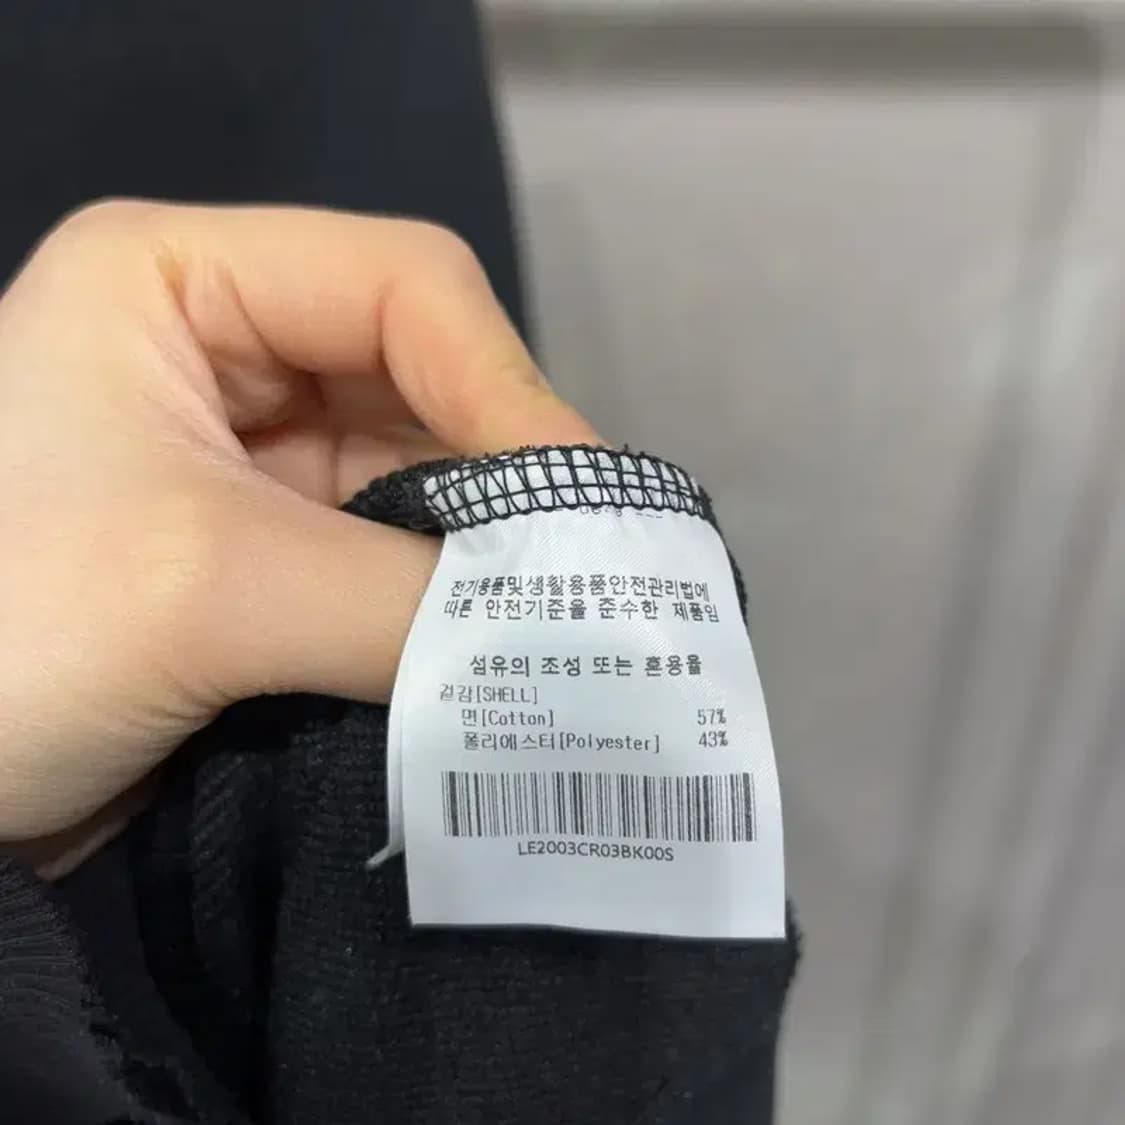 전기용품및생활용품안전관리법에
따른 안전기준을 준수한 제품임
섬유의 조성 또는 혼용율
겉감[SHELL]
면[Cotton] 57%
폴리에스터[Polyester] 43%
LE2003CR03BK00S